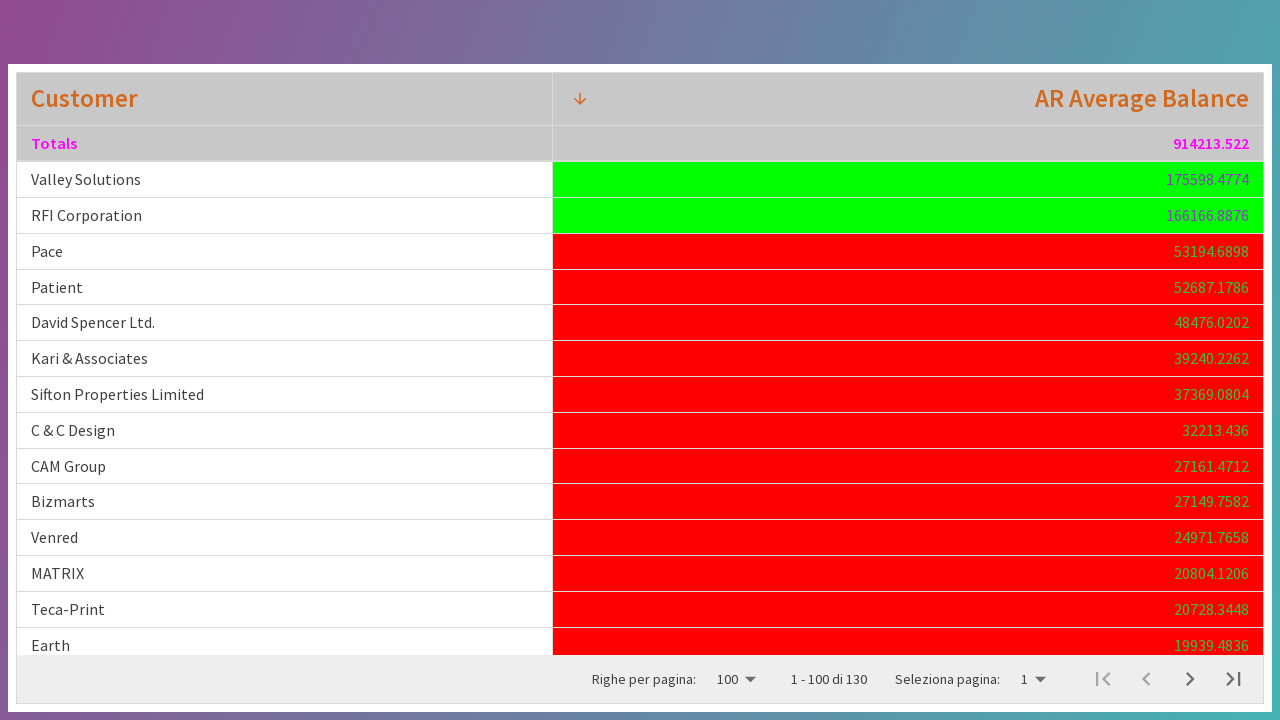 Customer AR Average Balance
Totals 914213.522
Valley Solutions 175598.4774
RFI Corporation 166166.8876
Pace 53194.6898
Patient 52687.1786
David Spencer Ltd. 48476.0202
Kari & Associates 39240.2262
Sifton Properties Limited 37369.0804
C & C Design 32213.436
CAM Group 27161.4712
Bizmarts 27149.7582
Venred 24971.7658
MATRIX 20804.1206
Teca-Print 20728.3448
Earth 19939.4836
Righe per pagina: 100 1 - 100 di 130 Seleziona pagina: 1